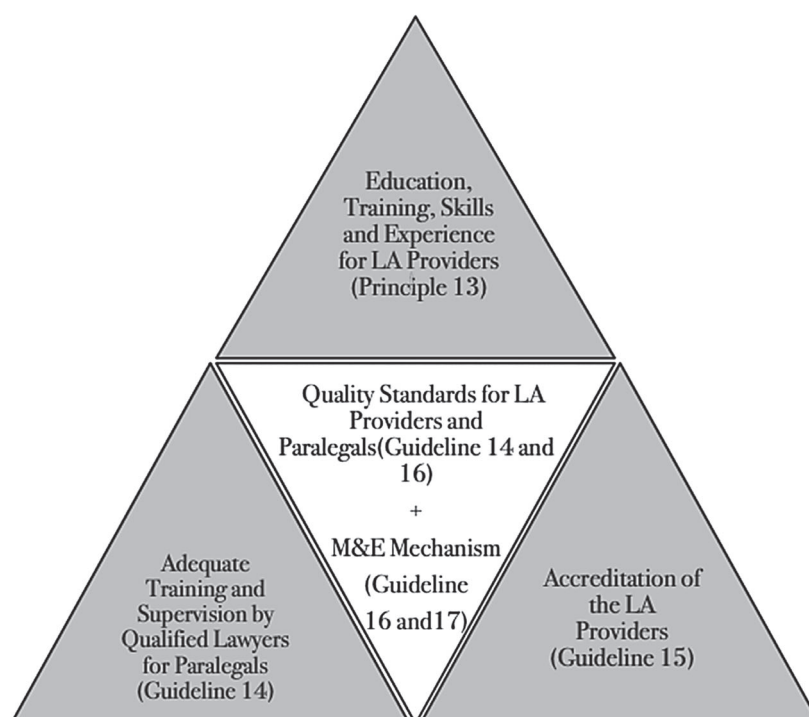 Education,
Training, Skills
and Experience
for LA Providers
(Principle 13)
Quality Standards for LA
Providers and
Paralegals(Guideline 14 and
16)
+
M&E Mechanism
(Guideline
16 and17)
Adequate
Training and
Supervision by
Qualified Lawyers
for Paralegals
(Guideline 14)
Accreditation of
the LA
Providers
(Guideline 15)